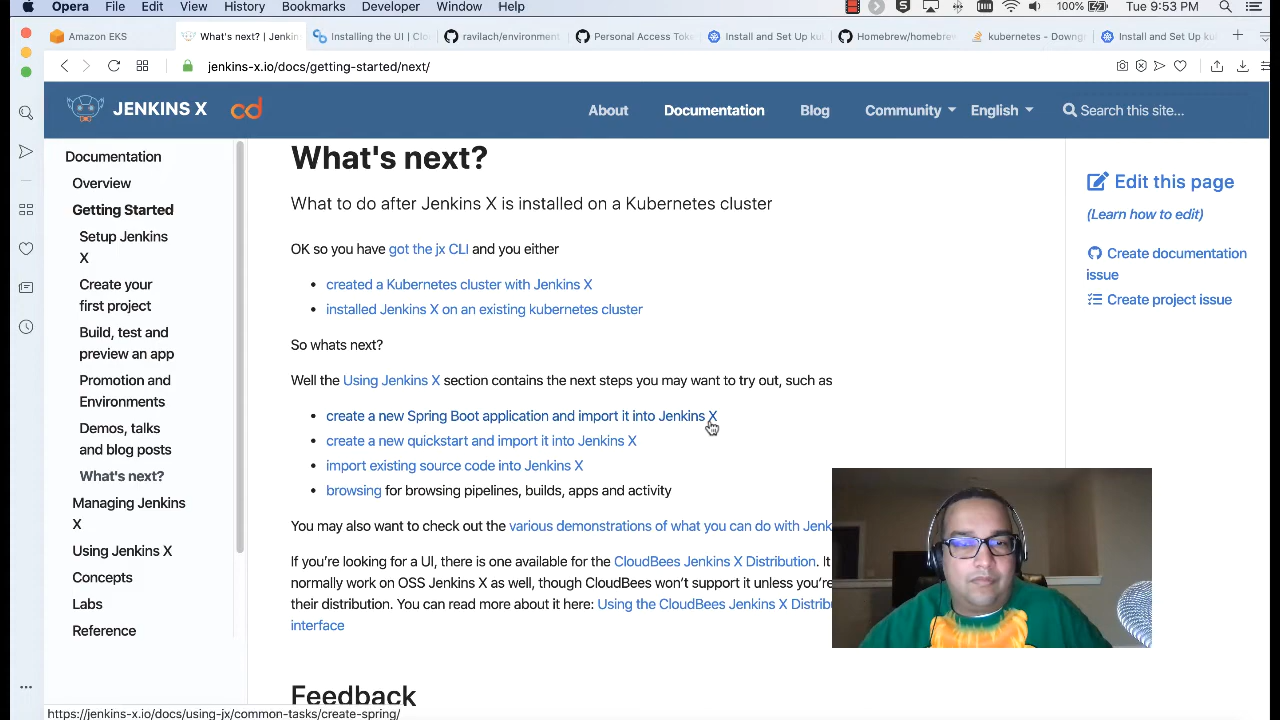 Opera File Edit View History Bookmarks Developer Window Help 100% Tue 9:53 PM
Amazon EKS What's next? | Jenkin Installing the UI | Clo ravilach/environment Personal Access Tok Install and Set Up ku Homebrew/homebrew kubernetes - Downg Install and Set Up ku
jenkins-x.io/docs/getting-started/next/
JENKINS X cd About Documentation Blog Community English Search this site...
Documentation
Overview
Getting Started
Setup Jenkins
X
Create your
first project
Build, test and
preview an app
Promotion and
Environments
Demos, talks
and blog posts
What's next?
Managing Jenkins
X
Using Jenkins X
Concepts
Labs
Reference
What's next?
What to do after Jenkins X is installed on a Kubernetes cluster
OK so you have got the jx CLI and you either
• created a Kubernetes cluster with Jenkins X
• installed Jenkins X on an existing kubernetes cluster
So whats next?
Well the Using Jenkins X section contains the next steps you may want to try out, such as
• create a new Spring Boot application and import it into Jenkins X
• create a new quickstart and import it into Jenkins X
• import existing source code into Jenkins X
• browsing for browsing pipelines, builds, apps and activity
You may also want to check out the various demonstrations of what you can do with Jenk
If you're looking for a UI, there is one available for the CloudBees Jenkins X Distribution. It
normally work on OSS Jenkins X as well, though CloudBees won't support it unless you're
their distribution. You can read more about it here: Using the CloudBees Jenkins X Distribu
interface
Feedback
Edit this page
(Learn how to edit)
Create documentation
issue
Create project issue
https://jenkins-x.io/docs/using-jx/common-tasks/create-spring/